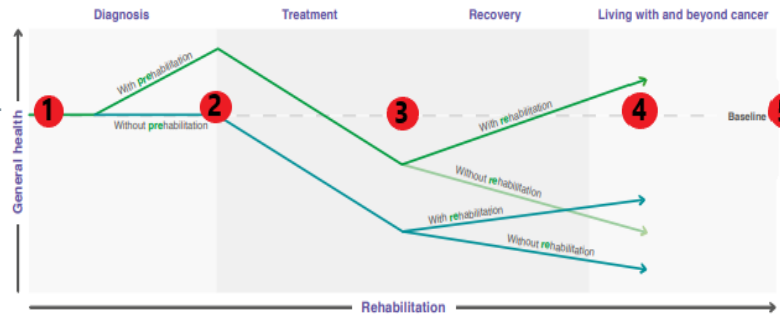 Diagnosis
Treatment
Recovery
Living with and beyond cancer
General health
With prehabilitation
Without prehabilitation
1
2
3
4
With rehabilitation
Without rehabilitation
With rehabilitation
Without rehabilitation
Baseline
5
Rehabilitation